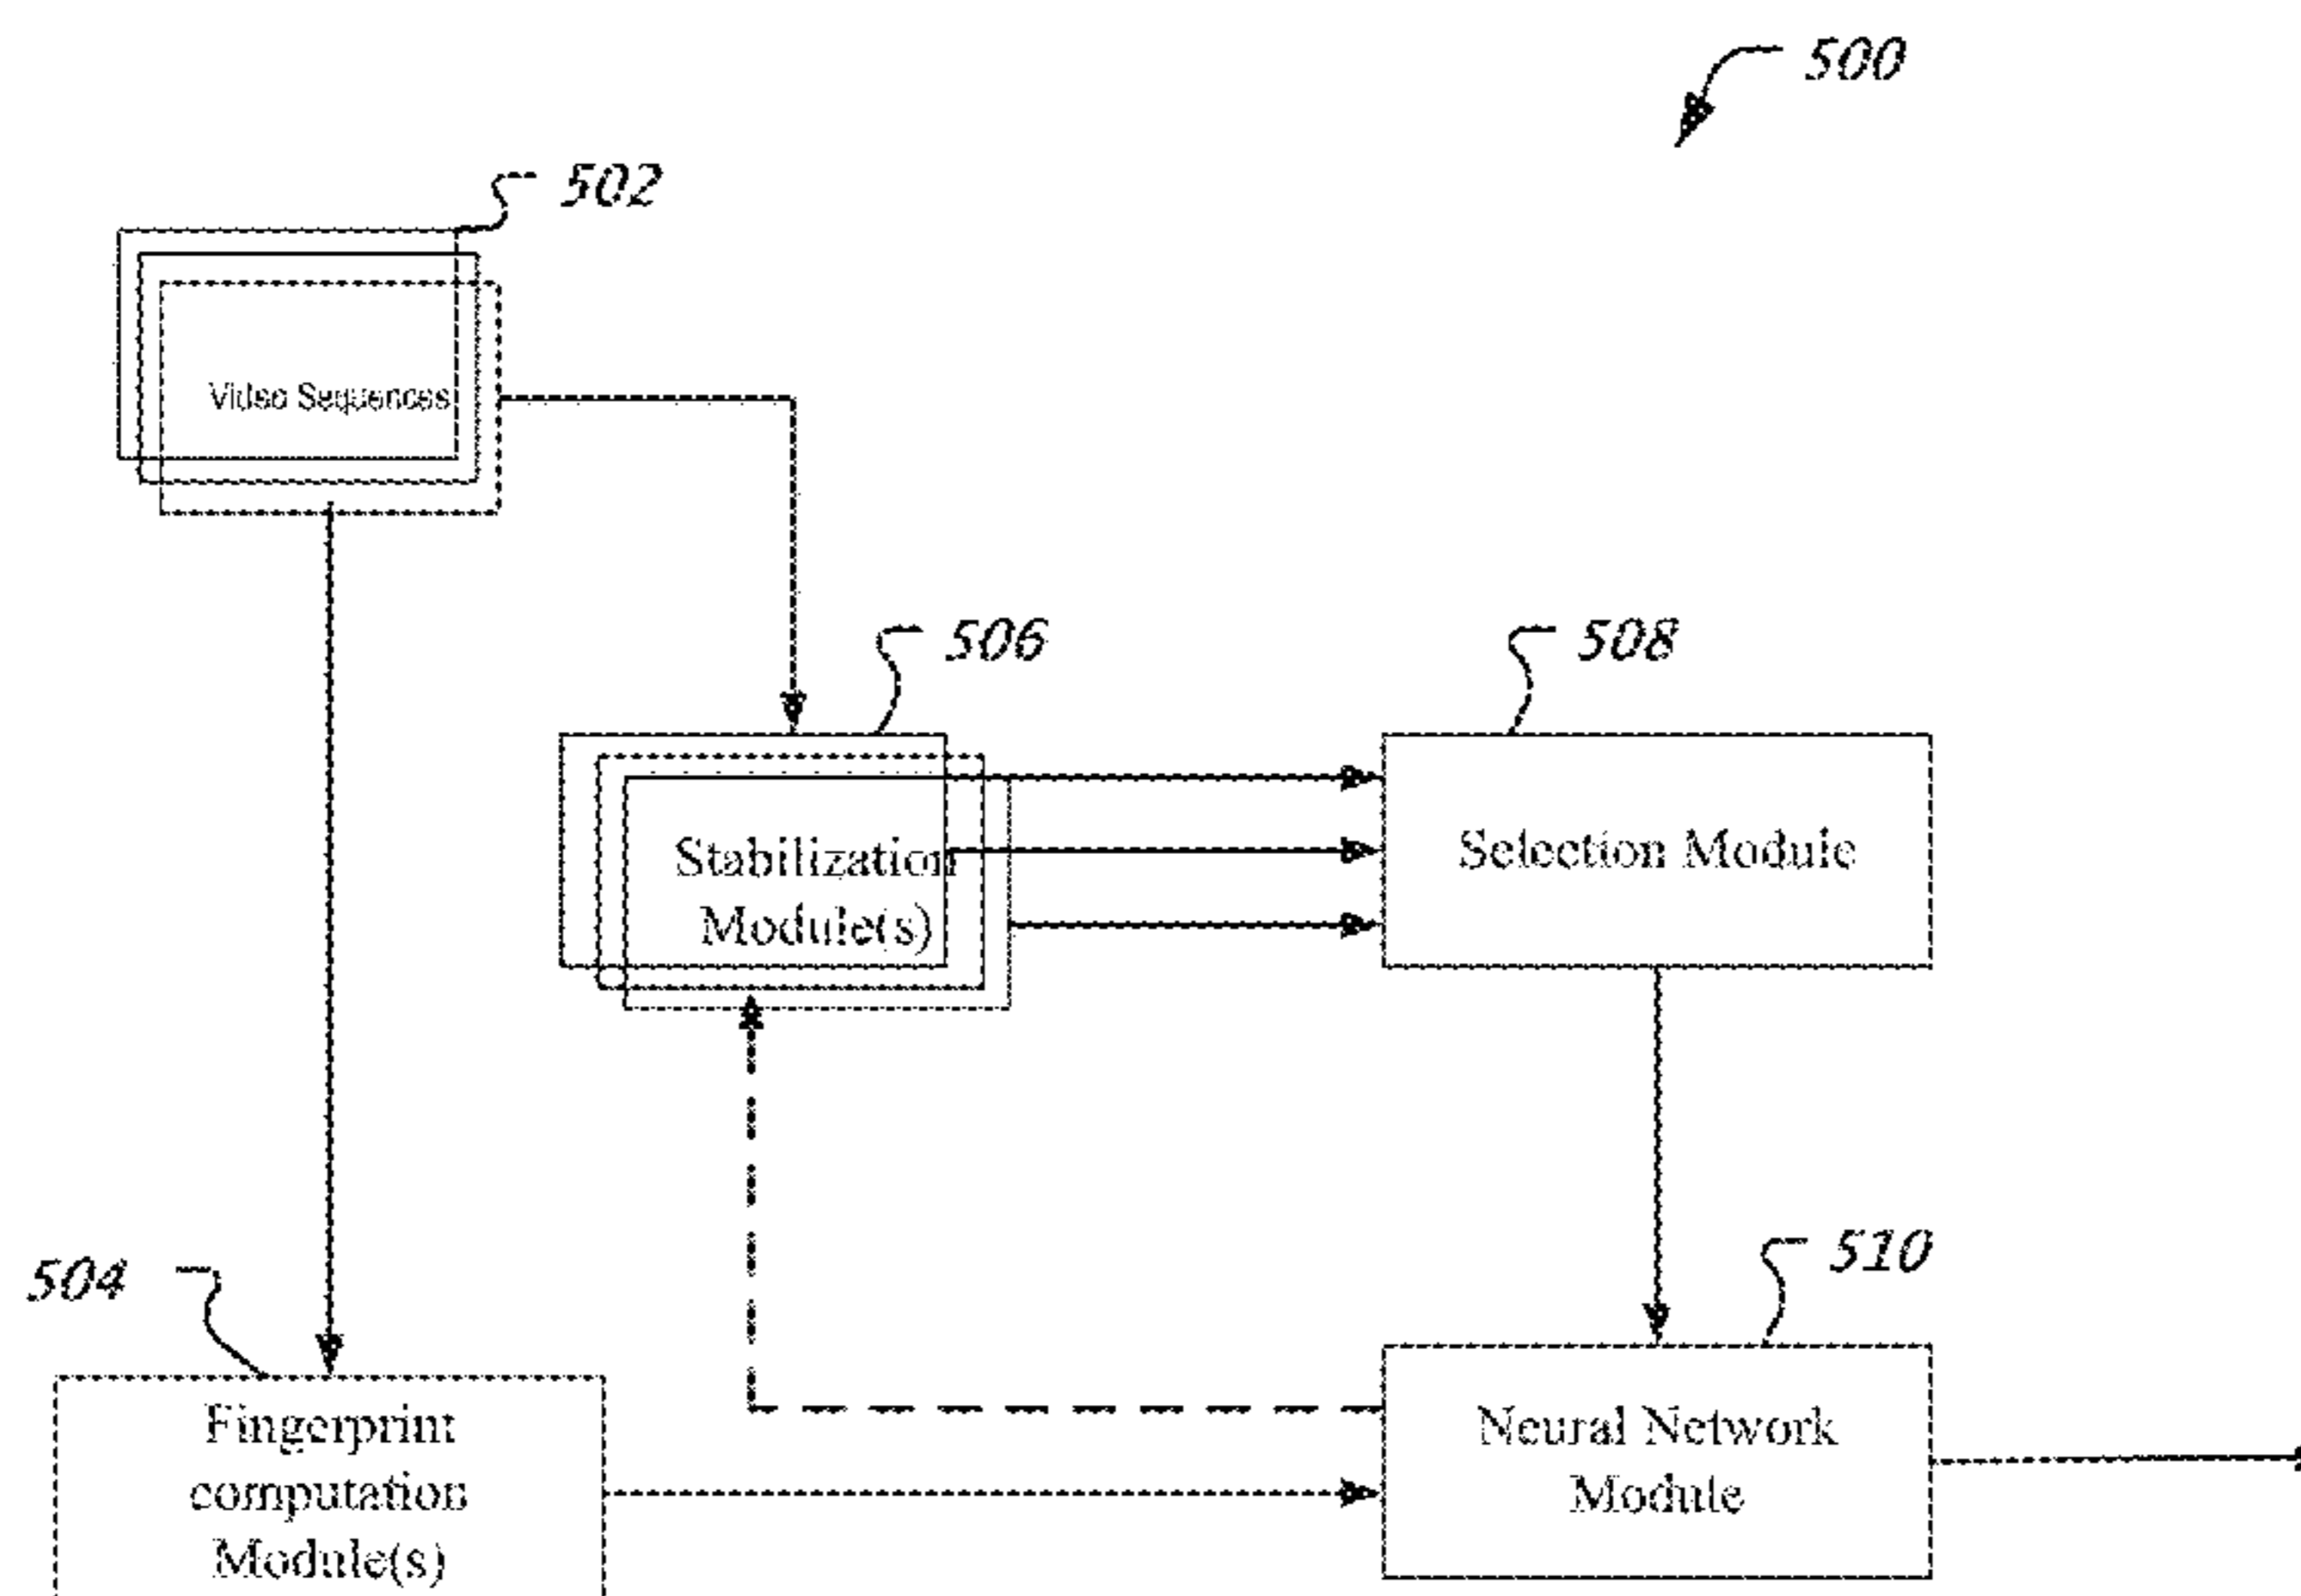 500
502
Video Sequences
506
508
Stabilization
Module(s)
Selection Module
504
510
Fingerprint
computation
Module(s)
Neural Network
Module